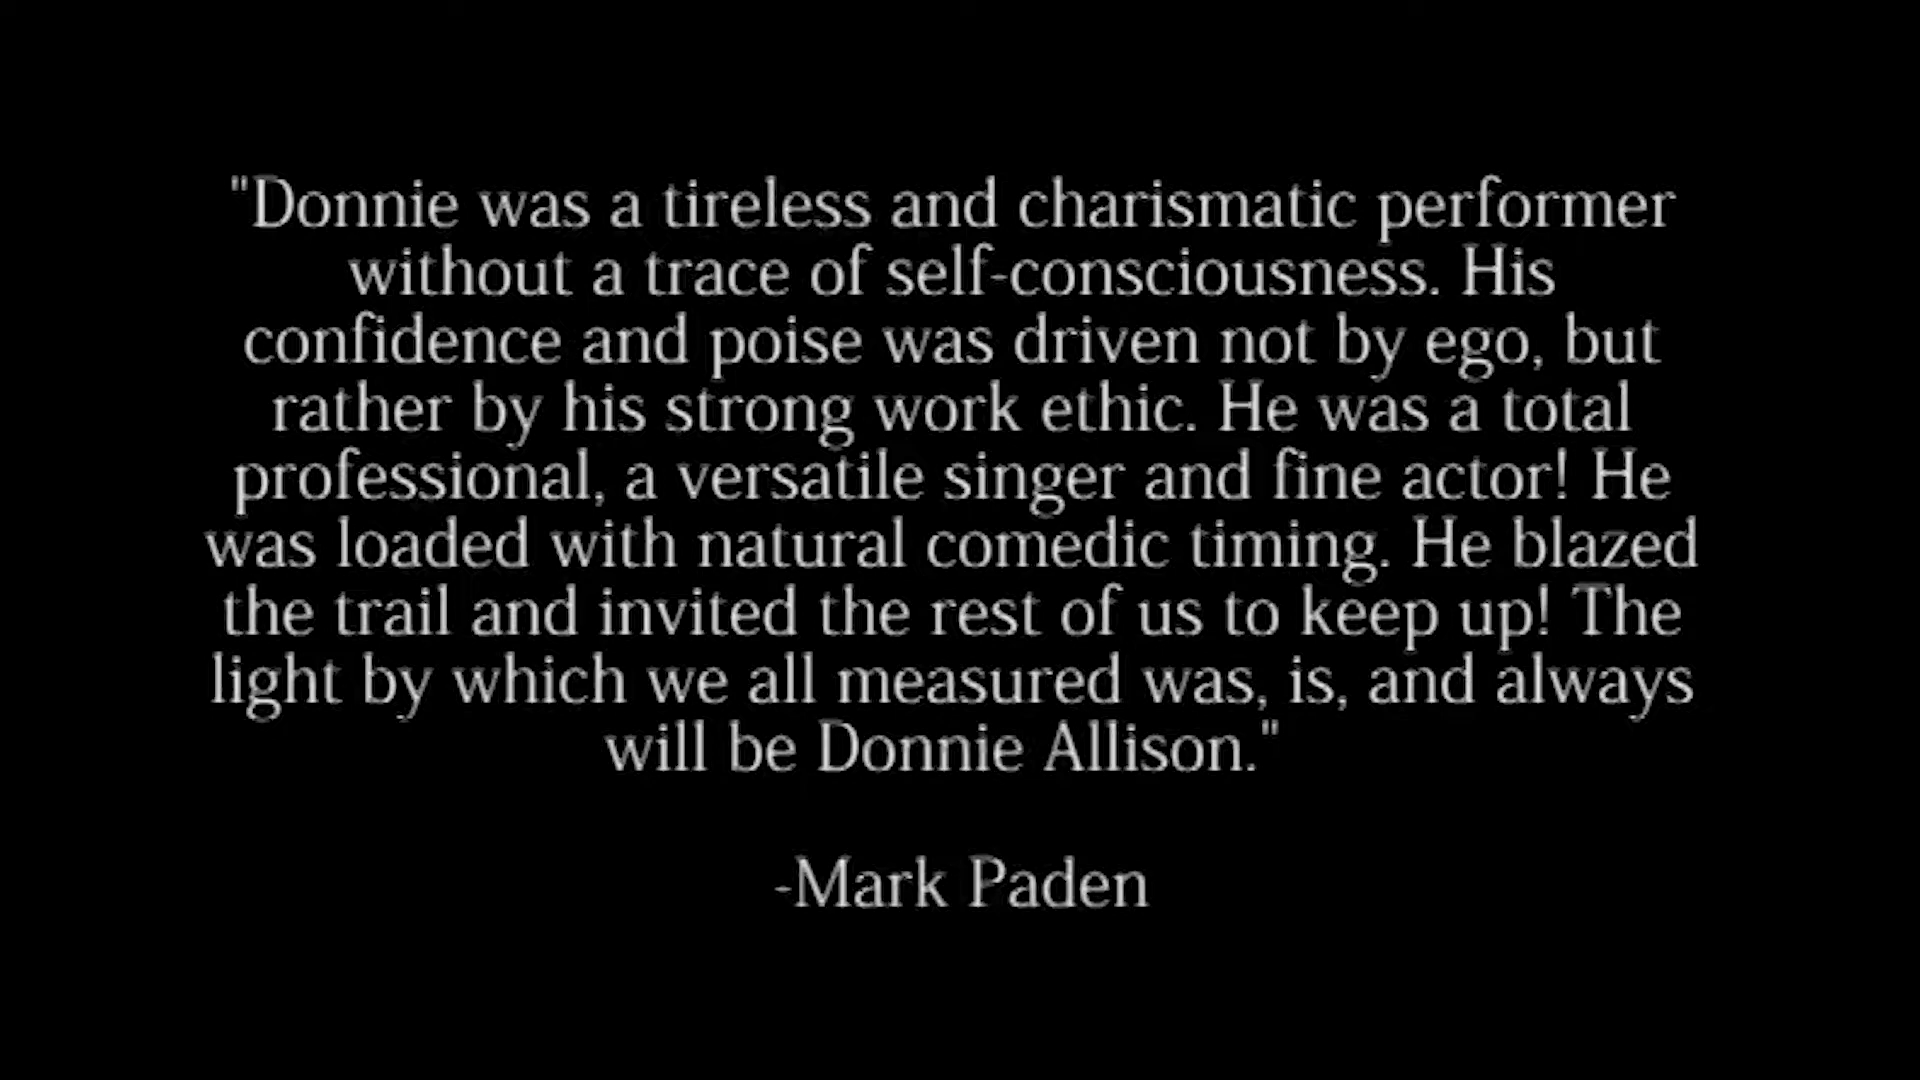 "Donnie was a tireless and charismatic performer
without a trace of self-consciousness. His
confidence and poise was driven not by ego, but
rather by his strong work ethic. He was a total
professional, a versatile singer and fine actor! He
was loaded with natural comedic timing. He blazed
the trail and invited the rest of us to keep up! The
light by which we all measured was, is, and always
will be Donnie Allison."
-Mark Paden